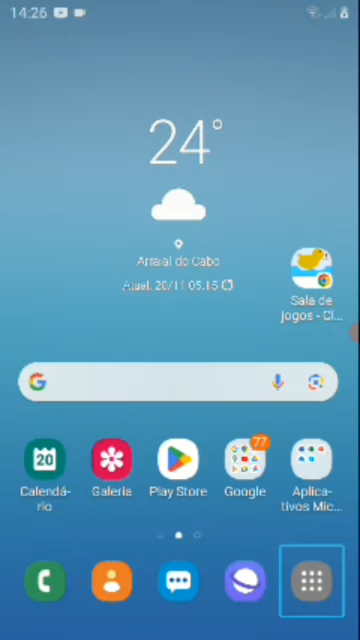 14:26
24°
Arraial do Cabo
Atual. 20/11 05:15
Sala de
jogos - Cl...
G
77
20
Calendá-
rio
Galeria
Play Store
Google
Aplica-
tivos Mic...